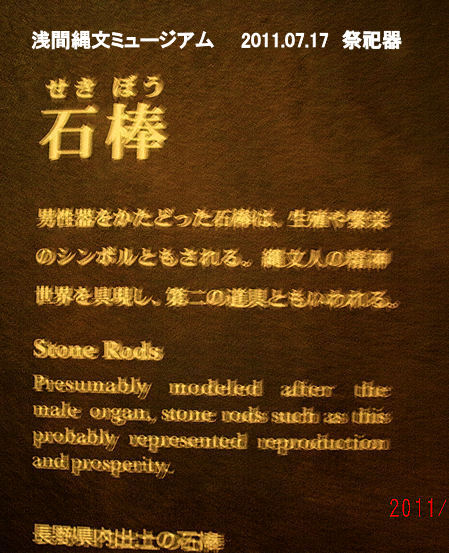 浅間縄文ミュージアム 2011.07.17 祭祀器
せき ぼう
石棒
男性器をかたどった石棒は、生殖や繁栄
のシンボルともされる。縄文人の精神
世界を具現し、第二の道具ともいわれる。
Stone Rods
Presumably modeled after the
male organ, stone rods such as this
probably represented reproduction
and prosperity.
2011/
長野県内出土の石棒